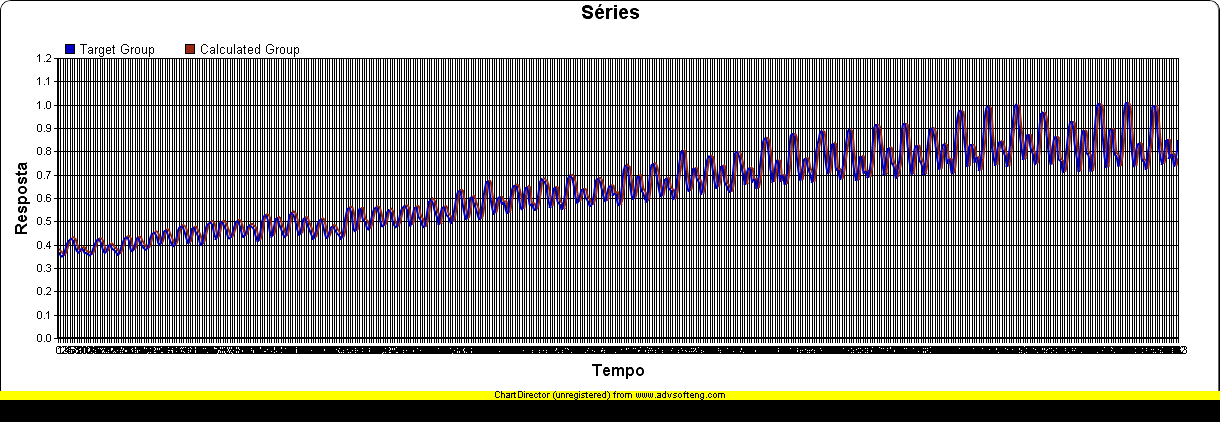 Séries
Target Group
Calculated Group
1.2
1.1
1.0
0.9
0.8
0.7
0.6
0.5
0.4
0.3
0.2
0.1
0.0
Resposta
Tempo
ChartDirector (unregistered) from www.advsofteng.com